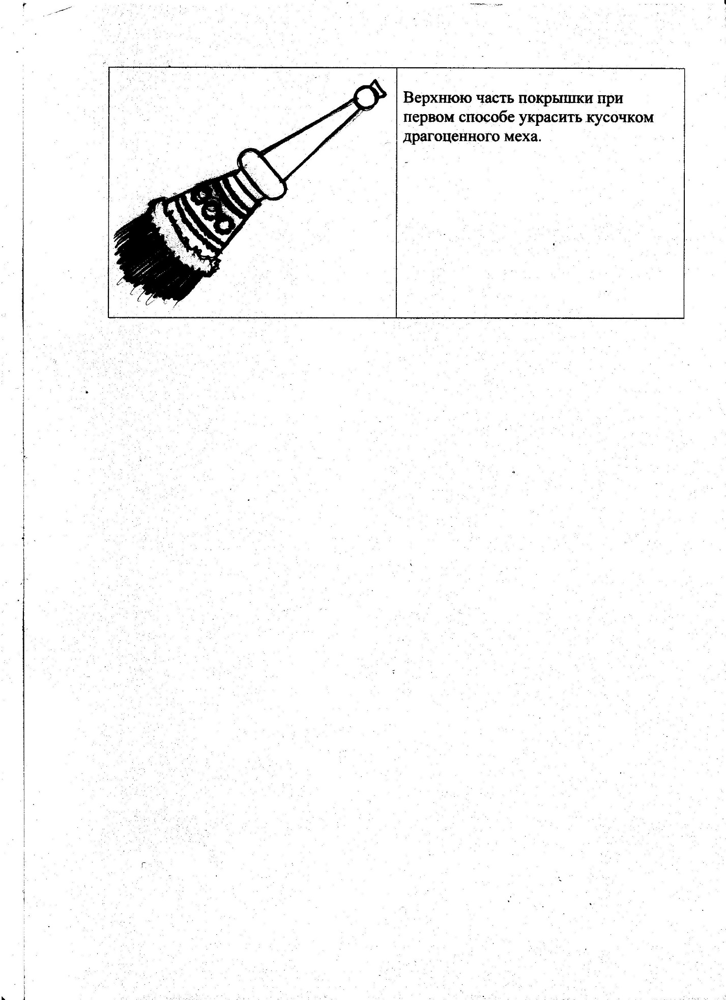 Верхнюю часть покрышки при
первом способе украсить кусочком
драгоценного меха.